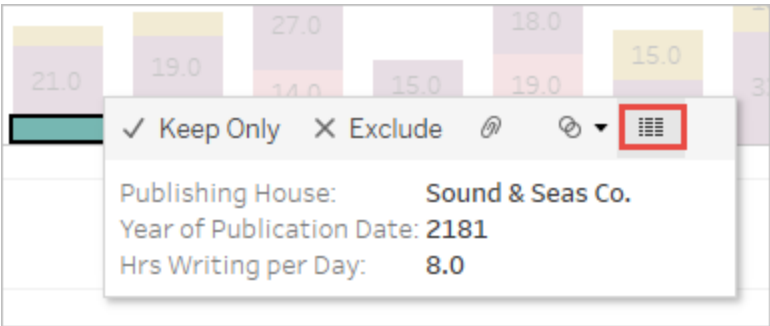 27.0 18.0
21.0 19.0 15.0
14.0 15.0 19.0
Keep Only Exclude
Publishing House: Sound & Seas Co.
Year of Publication Date: 2181
Hrs Writing per Day: 8.0